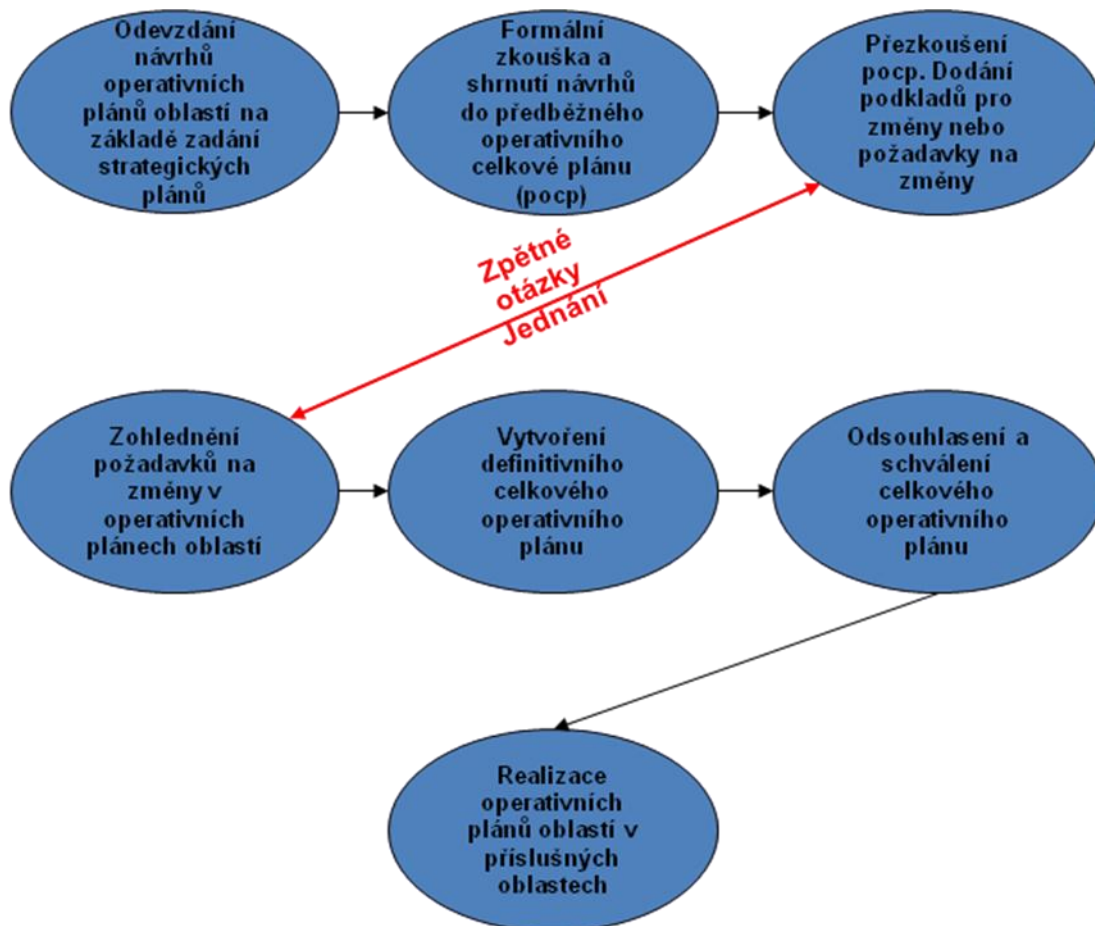 Odevzdání
návrhů
operativních
plánů oblastí na
základě zadání
strategických
plánů
Formální
zkouška a
shrnutí návrhů
do předběžného
operativního
celkové plánu
(pocp)
Přezkoušení
pocp. Dodání
podkladů pro
změny nebo
požadavky na
změny
Zpětné
otázky
Jednání
Zohlednění
požadavků na
změny v
operativních
plánech oblastí
Vytvoření
definitivního
celkového
operativního
plánu
Odsouhlasení a
schválení
celkového
operativního
plánu
Realizace
operativních
plánů oblastí v
příslušných
oblastech